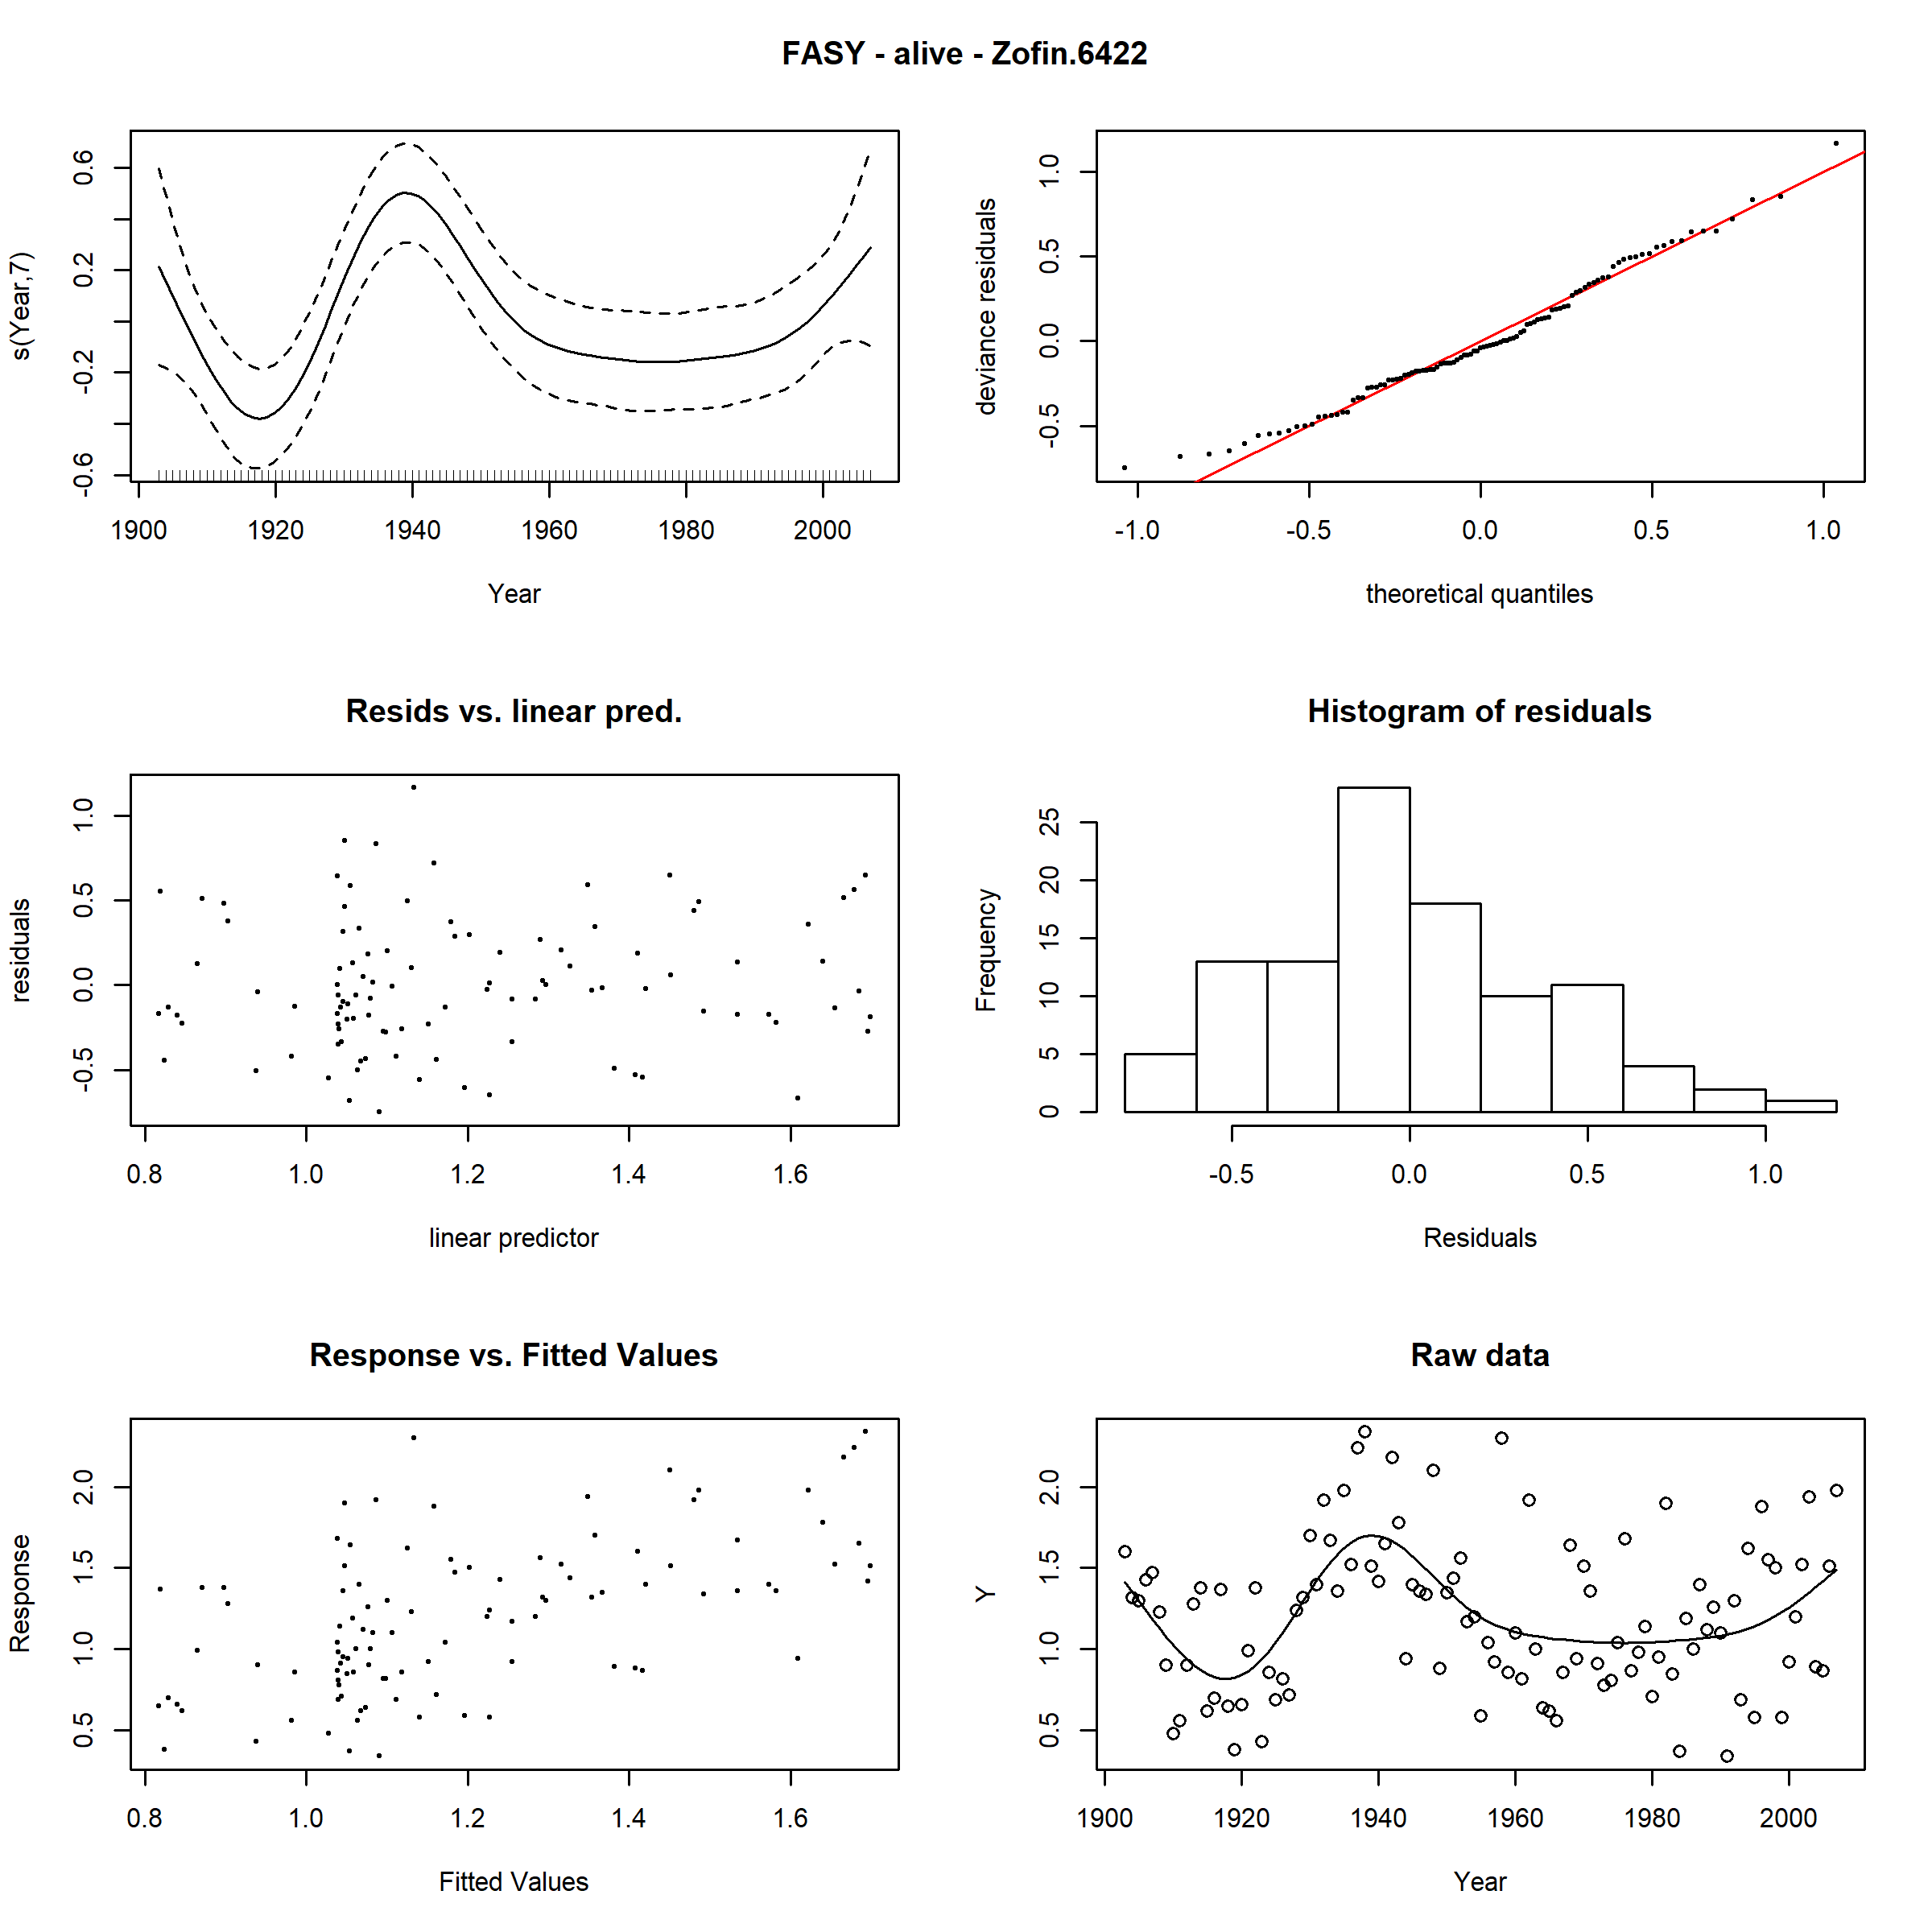 FASY - alive - Zofin.6422
s(Year,7)
-0.6 -0.2 0.2 0.6
1900 1920 1940 1960 1980 2000
Year
deviance residuals
-0.5 0.0 0.5 1.0
-1.0 -0.5 0.0 0.5 1.0
theoretical quantiles
Resids vs. linear pred.
residuals
-0.5 0.0 0.5 1.0
0.8 1.0 1.2 1.4 1.6
linear predictor
Histogram of residuals
Frequency
0 5 10 15 20 25
-0.5 0.0 0.5 1.0
Residuals
Response vs. Fitted Values
Response
0.5 1.0 1.5 2.0
0.8 1.0 1.2 1.4 1.6
Fitted Values
Raw data
Y
0.5 1.0 1.5 2.0
1900 1920 1940 1960 1980 2000
Year